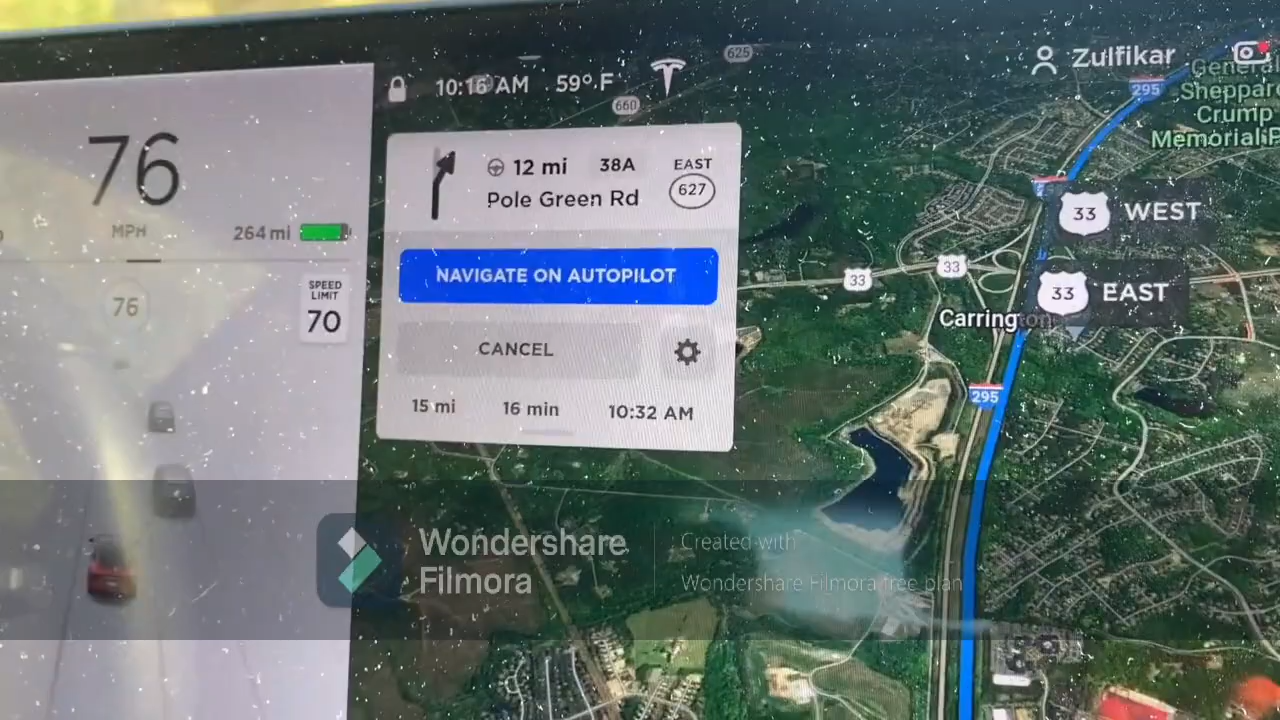 10:16 AM 59°F
625
Zulfikar
660
76
MPH
264 mi
76
SPEED
LIMIT
70
12 mi 38A EAST
Pole Green Rd 627
NAVIGATE ON AUTOPILOT
CANCEL
15 mi 16 min 10:32 AM
295
General
Sheppard
Crump
Memorial P
33 WEST
33
33
33 EAST
Carrington
295
Wondershare
Filmora
Created with
Wondershare Filmora free plan